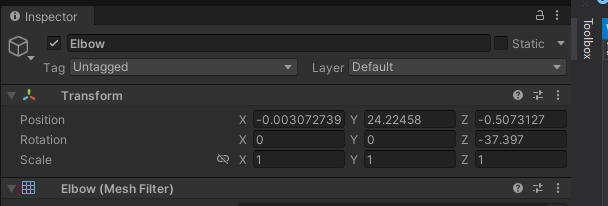 Inspector
Toolbox
Elbow
Static
Tag Untagged Layer Default
Transform
Position X -0.003072739 Y 24.22458 Z -0.5073127
Rotation X 0 Y 0 Z -37.397
Scale X 1 Y 1 Z 1
Elbow (Mesh Filter)